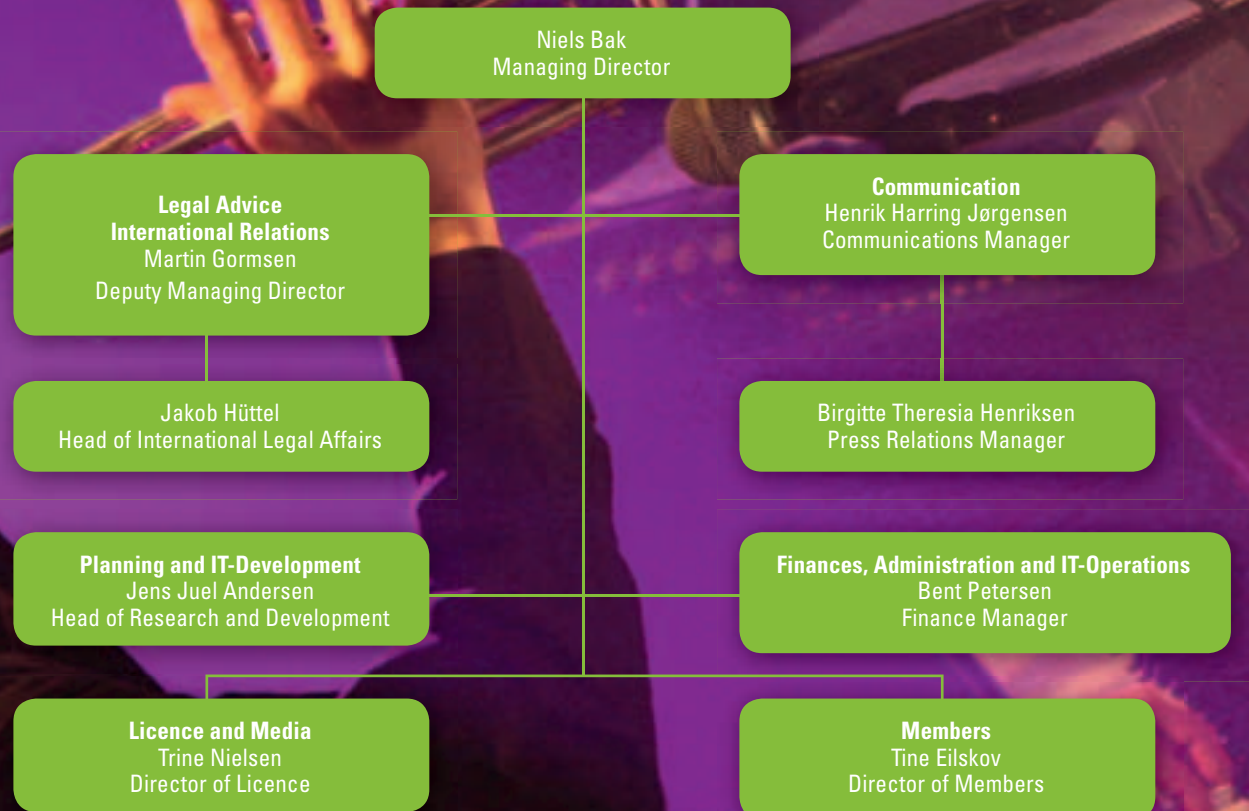 Niels Bak
Managing Director
Legal Advice
International Relations
Martin Gormsen
Deputy Managing Director
Communication
Henrik Harring Jørgensen
Communications Manager
Jakob Hüttel
Head of International Legal Affairs
Birgitte Theresia Henriksen
Press Relations Manager
Planning and IT-Development
Jens Juel Andersen
Head of Research and Development
Finances, Administration and IT-Operations
Bent Petersen
Finance Manager
Licence and Media
Trine Nielsen
Director of Licence
Members
Tine Eilskov
Director of Members